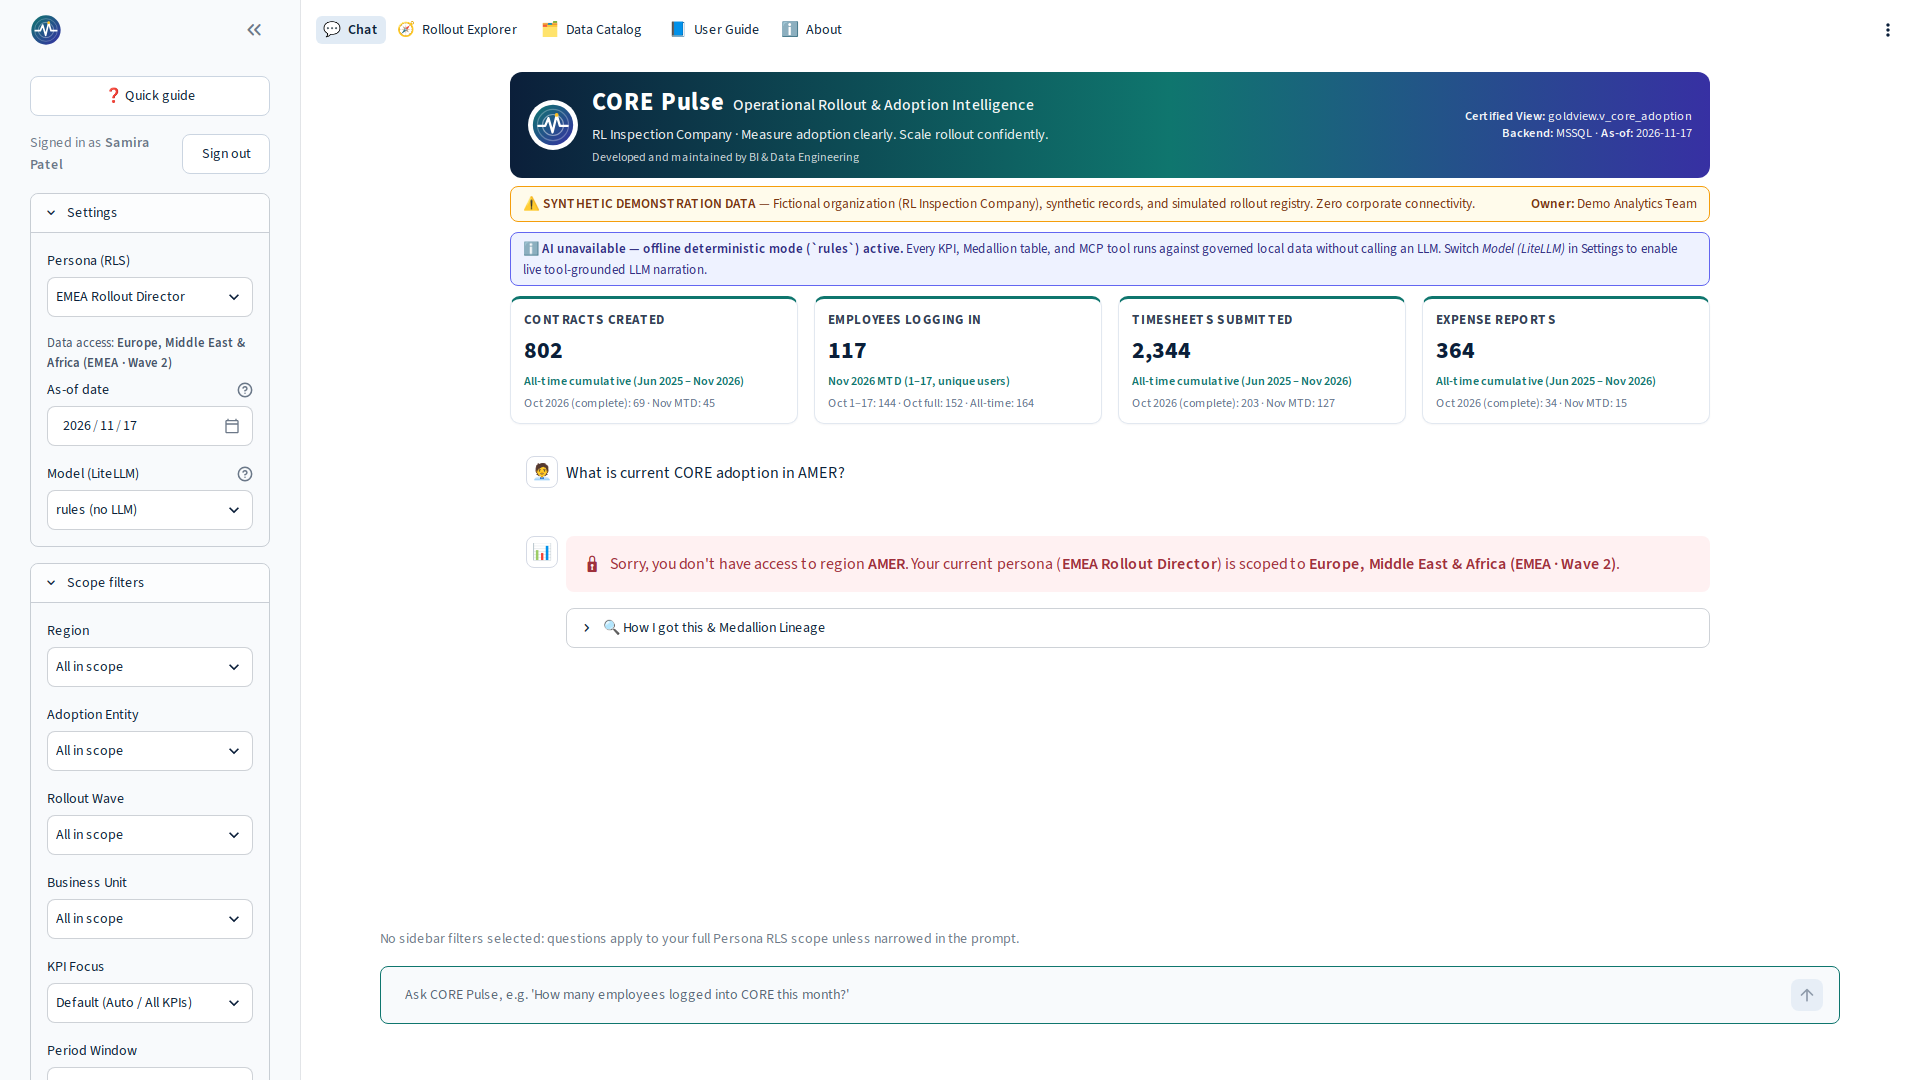 ❓ Quick guide
Signed in as Samira
Patel
Sign out
Settings
Persona (RLS)
EMEA Rollout Director
Data access: Europe, Middle East &
Africa (EMEA · Wave 2)
As-of date
2026 / 11 / 17
Model (LiteLLM)
rules (no LLM)
Scope filters
Region
All in scope
Adoption Entity
All in scope
Rollout Wave
All in scope
Business Unit
All in scope
KPI Focus
Default (Auto / All KPIs)
Period Window
Chat
Rollout Explorer
Data Catalog
User Guide
About
CORE Pulse Operational Rollout & Adoption Intelligence
RL Inspection Company · Measure adoption clearly. Scale rollout confidently.
Developed and maintained by BI & Data Engineering
Certified View: goldview.v_core_adoption
Backend: MSSQL · As-of: 2026-11-17
⚠️ SYNTHETIC DEMONSTRATION DATA — Fictional organization (RL Inspection Company), synthetic records, and simulated rollout registry. Zero corporate connectivity.
Owner: Demo Analytics Team
ℹ️ AI unavailable — offline deterministic mode (`rules`) active. Every KPI, Medallion table, and MCP tool runs against governed local data without calling an LLM. Switch Model (LiteLLM) in Settings to enable
live tool-grounded LLM narration.
CONTRACTS CREATED
802
All-time cumulative (Jun 2025 – Nov 2026)
Oct 2026 (complete): 69 · Nov MTD: 45
EMPLOYEES LOGGING IN
117
Nov 2026 MTD (1–17, unique users)
Oct 1–17: 144 · Oct full: 152 · All-time: 164
TIMESHEETS SUBMITTED
2,344
All-time cumulative (Jun 2025 – Nov 2026)
Oct 2026 (complete): 203 · Nov MTD: 127
EXPENSE REPORTS
364
All-time cumulative (Jun 2025 – Nov 2026)
Oct 2026 (complete): 34 · Nov MTD: 15
What is current CORE adoption in AMER?
Sorry, you don't have access to region AMER. Your current persona (EMEA Rollout Director) is scoped to Europe, Middle East & Africa (EMEA · Wave 2).
🔍 How I got this & Medallion Lineage
No sidebar filters selected: questions apply to your full Persona RLS scope unless narrowed in the prompt.
Ask CORE Pulse, e.g. 'How many employees logged into CORE this month?'